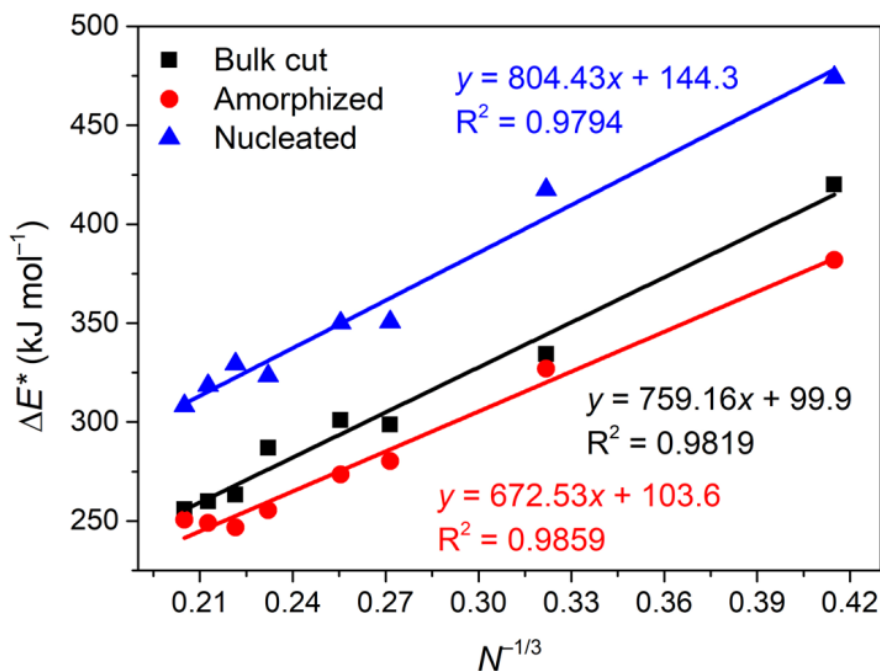 500
450
400
350
300
250
ΔE* (kJ mol⁻¹)
Bulk cut
Amorphized
Nucleated
y = 804.43x + 144.3
R² = 0.9794
y = 759.16x + 99.9
R² = 0.9819
y = 672.53x + 103.6
R² = 0.9859
0.21 0.24 0.27 0.30 0.33 0.36 0.39 0.42
N⁻¹/³